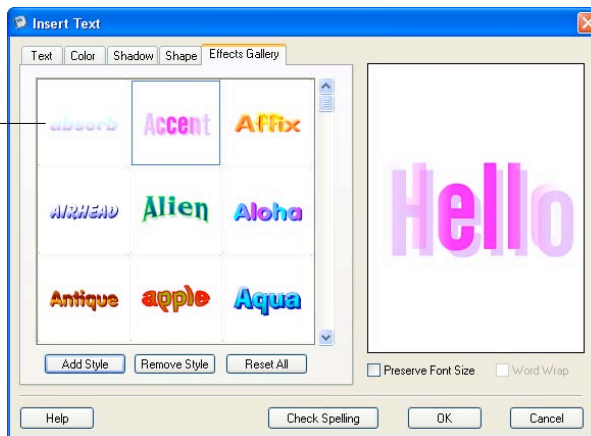 Insert Text
Text Color Shadow Shape Effects Gallery
absorb Accent Affix
AIRHEAD Alien Aloha
Antique apple Aqua
Hello
Add Style Remove Style Reset All
Preserve Font Size Word Wrap
Help Check Spelling OK Cancel